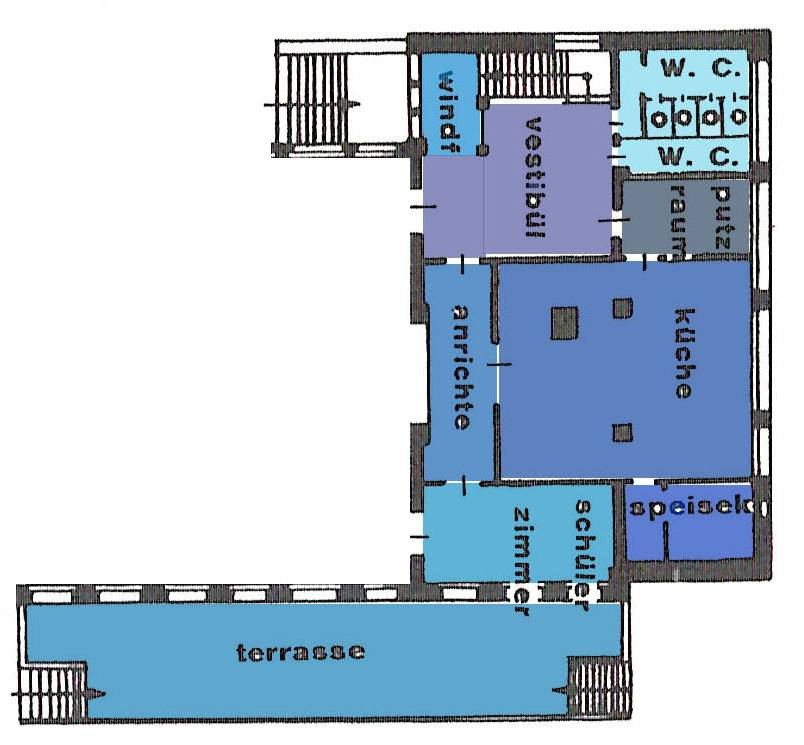 W. C.
windf
vestibül
W. C.
putz
raum
anrichte
küche
speisek
schüler
zimmer
terrasse